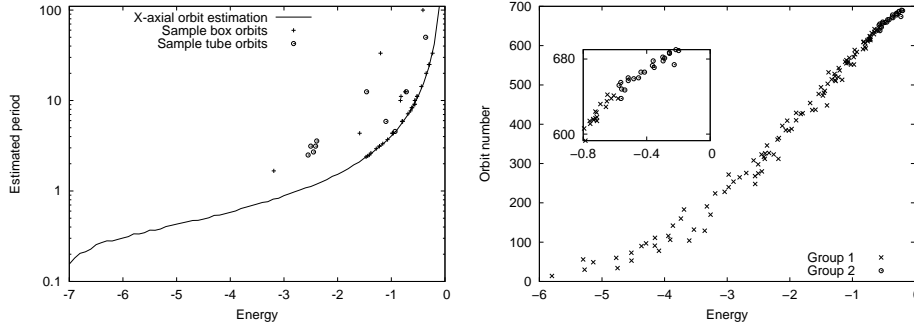 X-axial orbit estimation
Sample box orbits
Sample tube orbits
100
10
1
0.1
Estimated period
-7 -6 -5 -4 -3 -2 -1 0
Energy
700
600
500
400
300
200
100
0
Orbit number
680
600
-0.8 -0.4 0
Group 1
Group 2
-6 -5 -4 -3 -2 -1 0
Energy